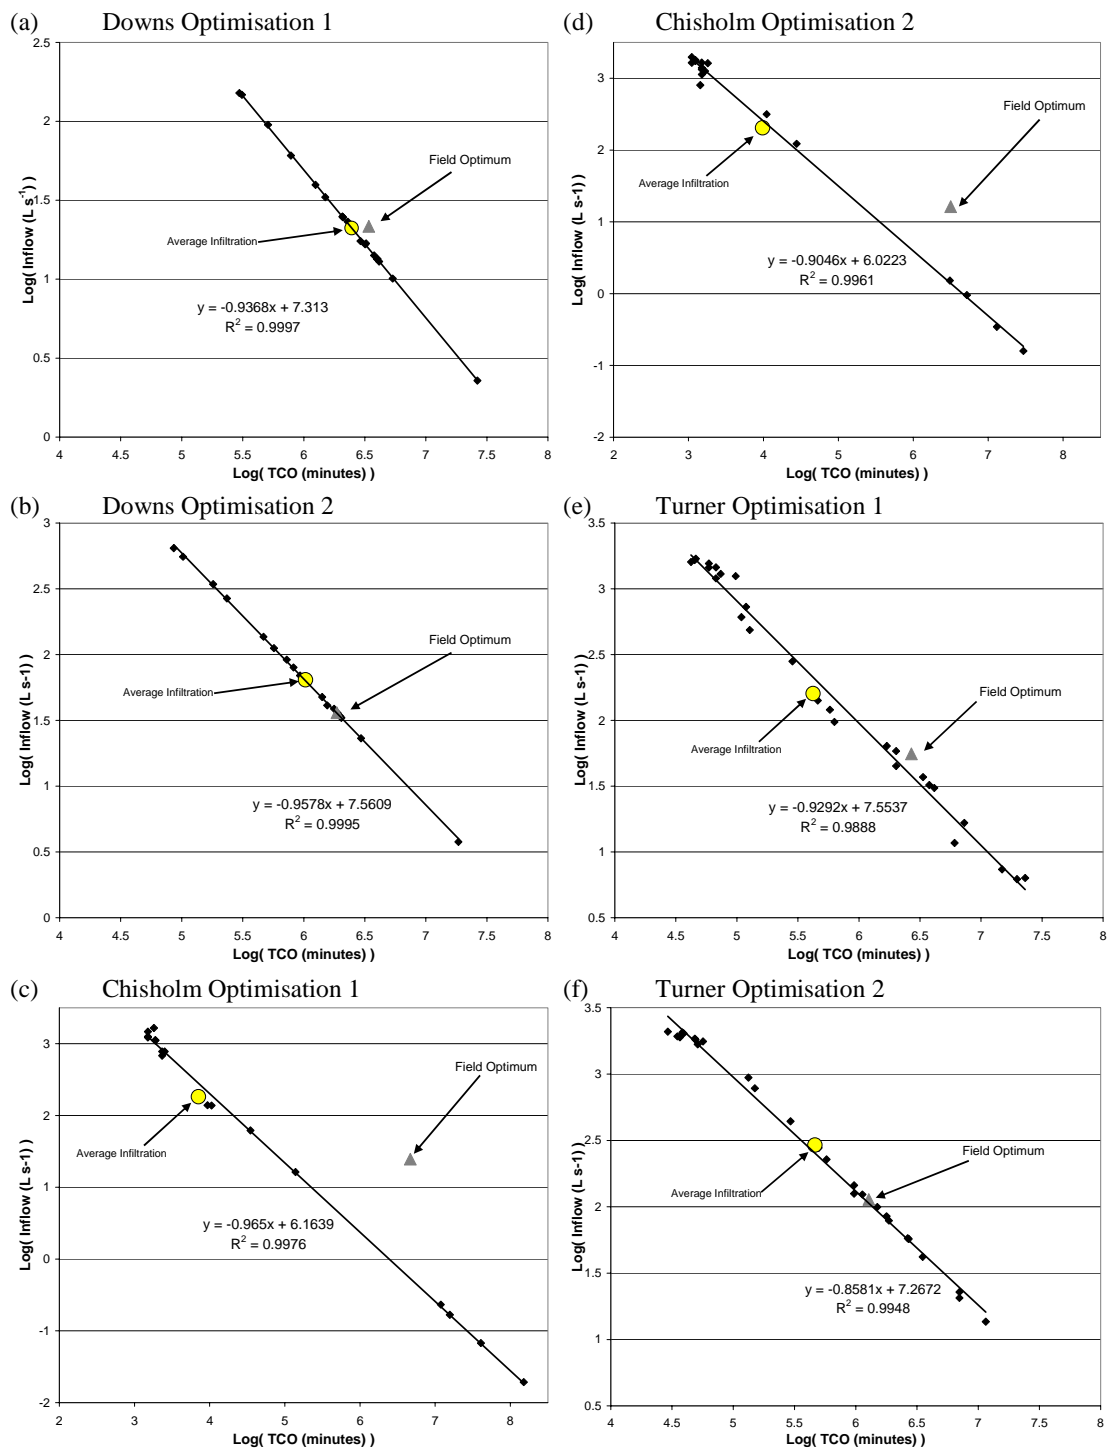 (a) Downs Optimisation 1
2.5
2
1.5
1
0.5
0
Log( Inflow (L s-1) )
Field Optimum
Average Infiltration
y = -0.9368x + 7.313
R2 = 0.9997
4 4.5 5 5.5 6 6.5 7 7.5 8
Log( TCO (minutes) )
(d) Chisholm Optimisation 2
3
2
1
0
-1
-2
Log( Inflow (L s-1) )
Field Optimum
Average Infiltration
y = -0.9046x + 6.0223
R2 = 0.9961
2 3 4 5 6 7 8
Log( TCO (minutes) )
(b) Downs Optimisation 2
3
2.5
2
1.5
1
0.5
0
Log( Inflow (L s-1) )
Field Optimum
Average Infiltration
y = -0.9578x + 7.5609
R2 = 0.9995
4 4.5 5 5.5 6 6.5 7 7.5 8
Log( TCO (minutes) )
(e) Turner Optimisation 1
3.5
3
2.5
2
1.5
1
0.5
Log( Inflow (L s-1) )
Field Optimum
Average Infiltration
y = -0.9292x + 7.5537
R2 = 0.9888
4 4.5 5 5.5 6 6.5 7 7.5 8
Log( TCO (minutes) )
(c) Chisholm Optimisation 1
3
2
1
0
-1
-2
Log( Inflow (L s-1) )
Field Optimum
Average Infiltration
y = -0.965x + 6.1639
R2 = 0.9976
2 3 4 5 6 7 8
Log( TCO (minutes) )
(f) Turner Optimisation 2
3.5
3
2.5
2
1.5
1
0.5
Log( Inflow (L s-1) )
Field Optimum
Average Infiltration
y = -0.8581x + 7.2672
R2 = 0.9948
4 4.5 5 5.5 6 6.5 7 7.5 8
Log( TCO (minutes) )